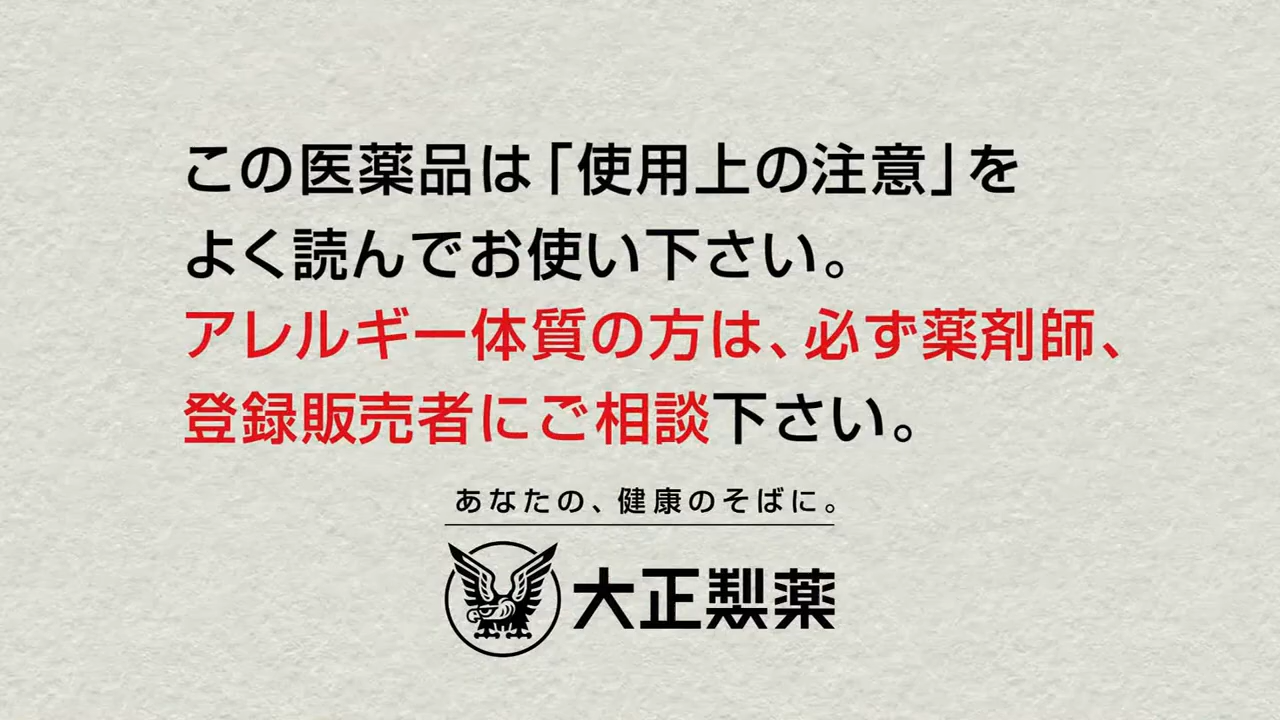 この医薬品は「使用上の注意」を
よく読んでお使い下さい。
アレルギー体質の方は、必ず薬剤師、
登録販売者にご相談下さい。
あなたの、健康のそばに。
大正製薬